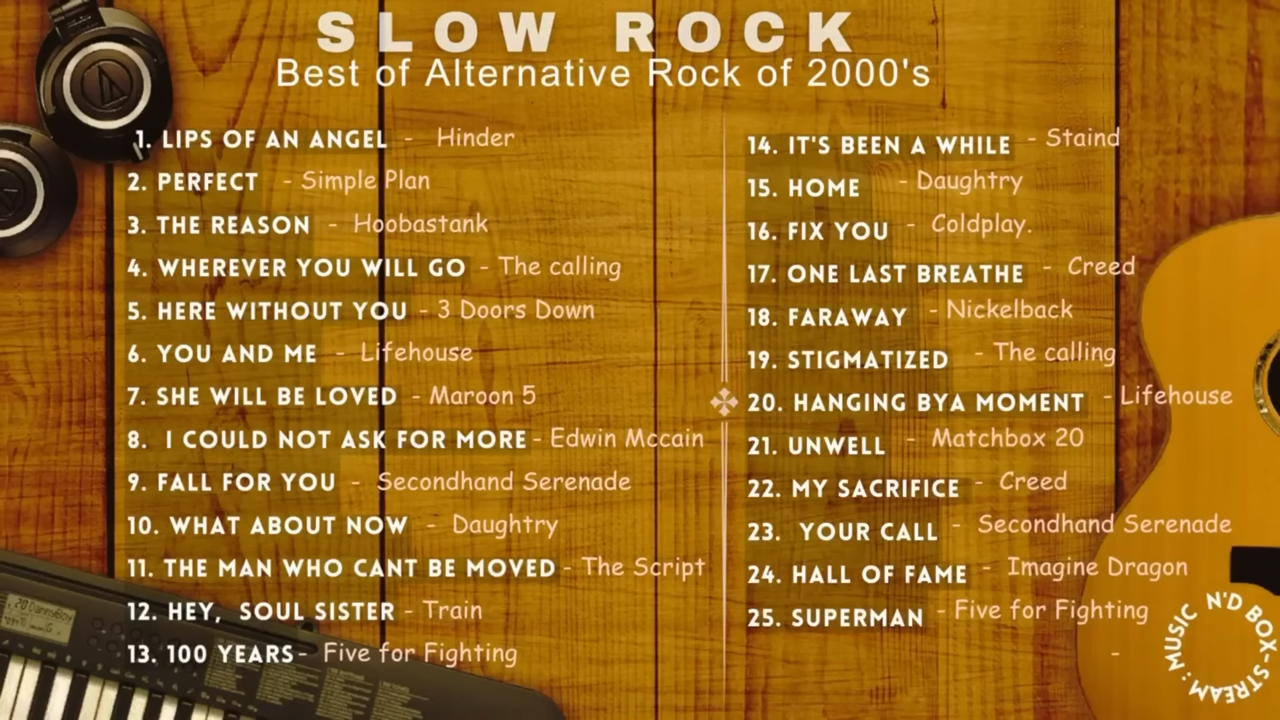 SLOW ROCK
Best of Alternative Rock of 2000's
1. LIPS OF AN ANGEL - Hinder
2. PERFECT - Simple Plan
3. THE REASON - Hoobastank
4. WHEREVER YOU WILL GO - The calling
5. HERE WITHOUT YOU - 3 Doors Down
6. YOU AND ME - Lifehouse
7. SHE WILL BE LOVED - Maroon 5
8. I COULD NOT ASK FOR MORE - Edwin Mccain
9. FALL FOR YOU - Secondhand Serenade
10. WHAT ABOUT NOW - Daughtry
11. THE MAN WHO CANT BE MOVED - The Script
12. HEY, SOUL SISTER - Train
13. 100 YEARS - Five for Fighting
14. IT'S BEEN A WHILE - Staind
15. HOME - Daughtry
16. FIX YOU - Coldplay.
17. ONE LAST BREATHE - Creed
18. FARAWAY - Nickelback
19. STIGMATIZED - The calling
20. HANGING BYA MOMENT - Lifehouse
21. UNWELL - Matchbox 20
22. MY SACRIFICE - Creed
23. YOUR CALL - Secondhand Serenade
24. HALL OF FAME - Imagine Dragon
25. SUPERMAN - Five for Fighting
-
MUSIC N'D BOX-STREAM: